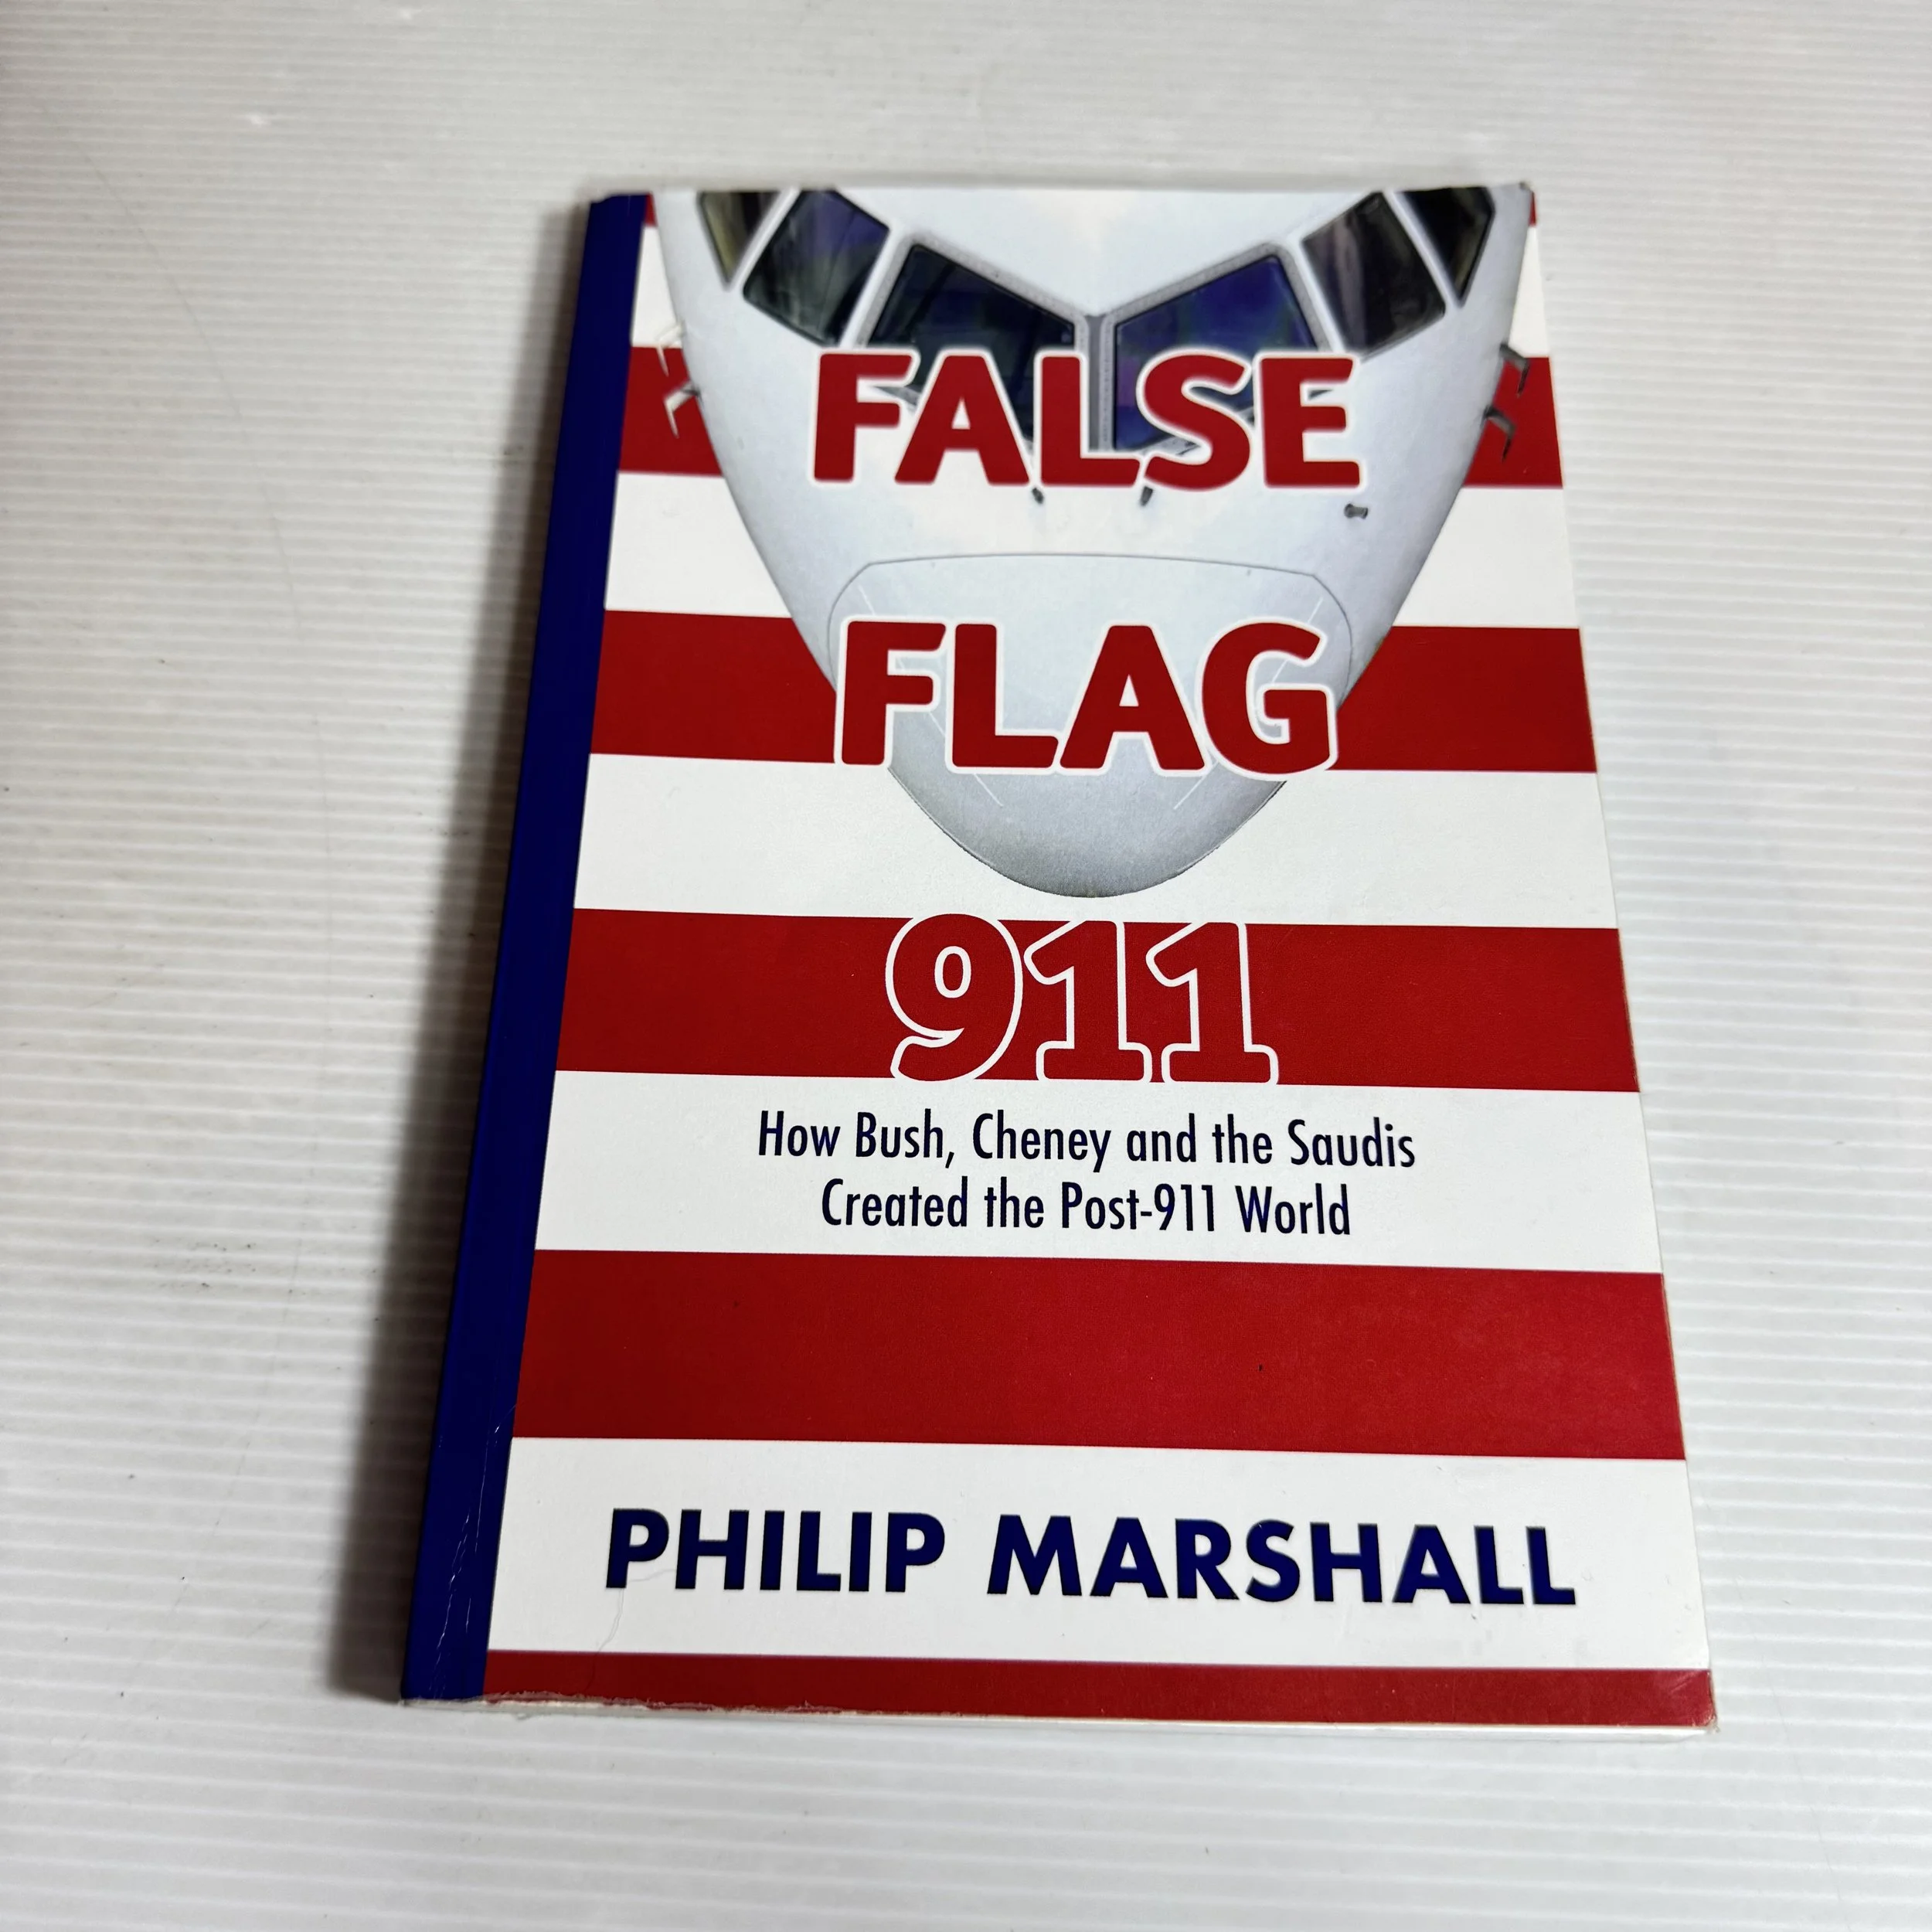 FALSE
FLAG
911
How Bush, Cheney and the Saudis
Created the Post-911 World
PHILIP MARSHALL